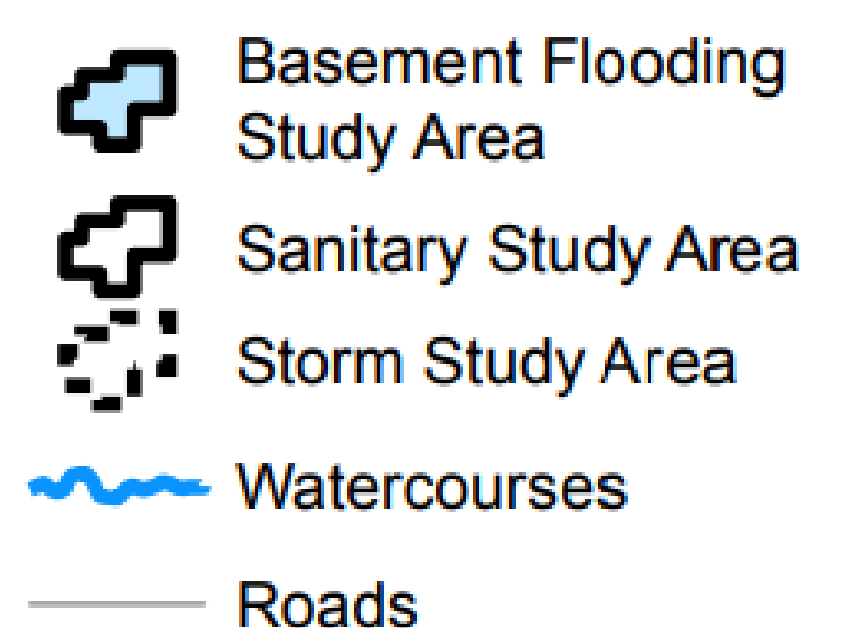 Basement Flooding
Study Area
Sanitary Study Area
Storm Study Area
Watercourses
Roads